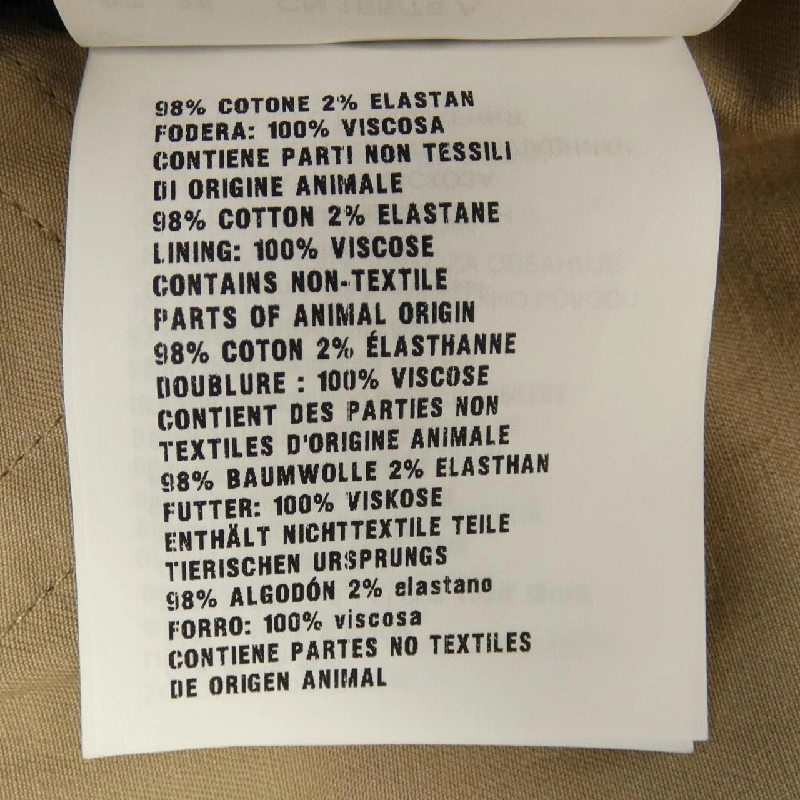 98% COTONE 2% ELASTAN
FODERA: 100% VISCOSA
CONTIENE PARTI NON TESSILI
DI ORIGINE ANIMALE
98% COTTON 2% ELASTANE
LINING: 100% VISCOSE
CONTAINS NON-TEXTILE
PARTS OF ANIMAL ORIGIN
98% COTON 2% ÉLASTHANNE
DOUBLURE : 100% VISCOSE
CONTIENT DES PARTIES NON
TEXTILES D'ORIGINE ANIMALE
98% BAUMWOLLE 2% ELASTHAN
FUTTER: 100% VISKOSE
ENTHÄLT NICHTTEXTILE TEILE
TIERISCHEN URSPRUNGS
98% ALGODÓN 2% elastano
FORRO: 100% viscosa
CONTIENE PARTES NO TEXTILES
DE ORIGEN ANIMAL